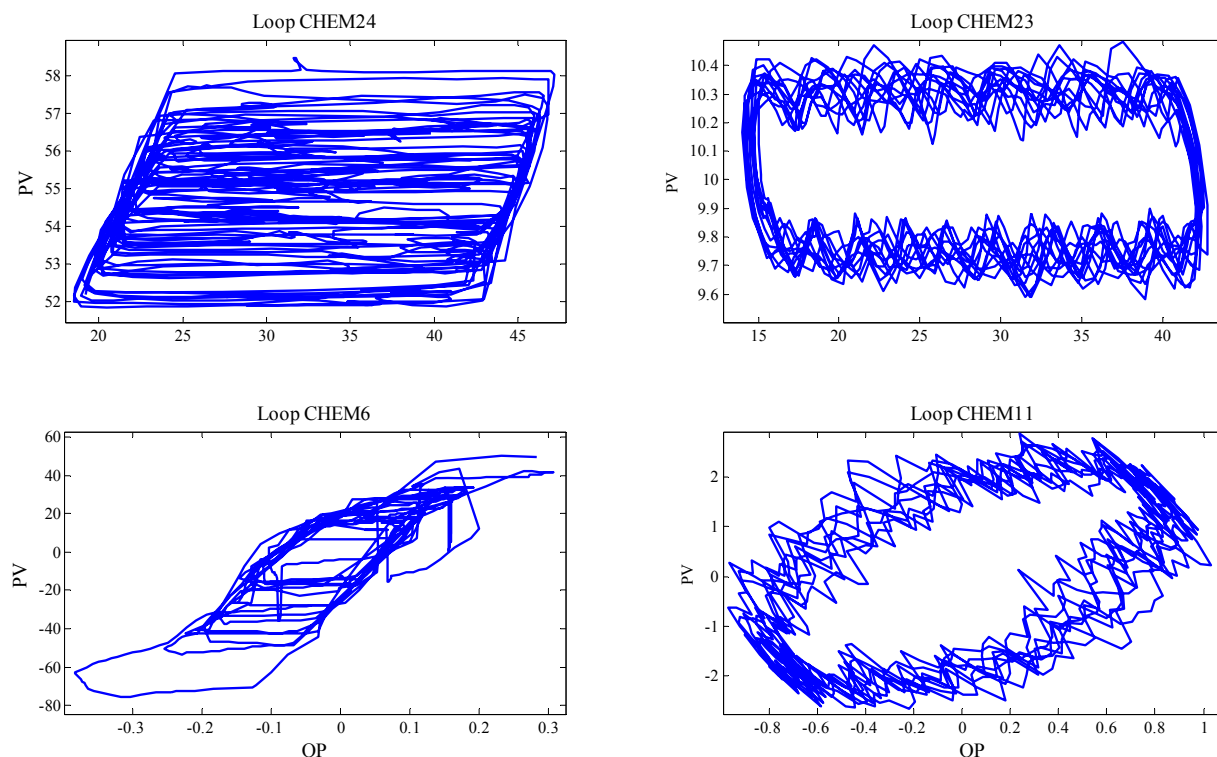 Loop CHEM24
PV
58
57
56
55
54
53
52
20 25 30 35 40 45
Loop CHEM23
PV
10.4
10.3
10.2
10.1
10
9.9
9.8
9.7
9.6
15 20 25 30 35 40
Loop CHEM6
PV
60
40
20
0
-20
-40
-60
-80
-0.3 -0.2 -0.1 0 0.1 0.2 0.3
OP
Loop CHEM11
PV
2
1
0
-1
-2
-0.8 -0.6 -0.4 -0.2 0 0.2 0.4 0.6 0.8 1
OP